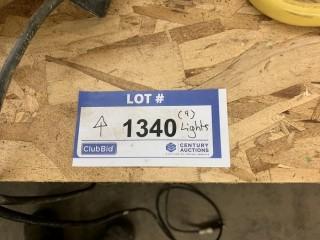 LOT #
1340
(9)
Lights
ClubBid
CENTURY
AUCTIONS